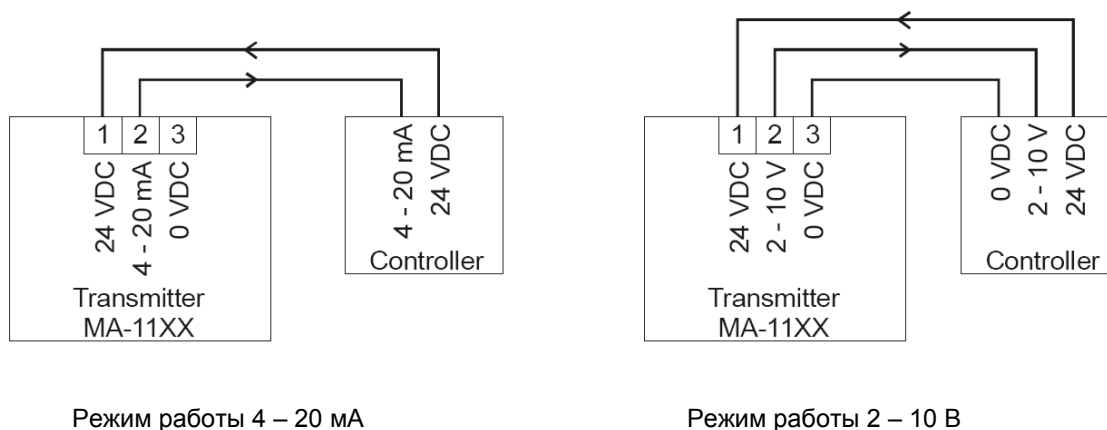 1 2 3
24 VDC
4 - 20 mA
0 VDC
Transmitter
MA-11XX
4 - 20 mA
24 VDC
Controller
1 2 3
24 VDC
2 - 10 V
0 VDC
Transmitter
MA-11XX
0 VDC
2 - 10 V
24 VDC
Controller
Режим работы 4 – 20 мА
Режим работы 2 – 10 В